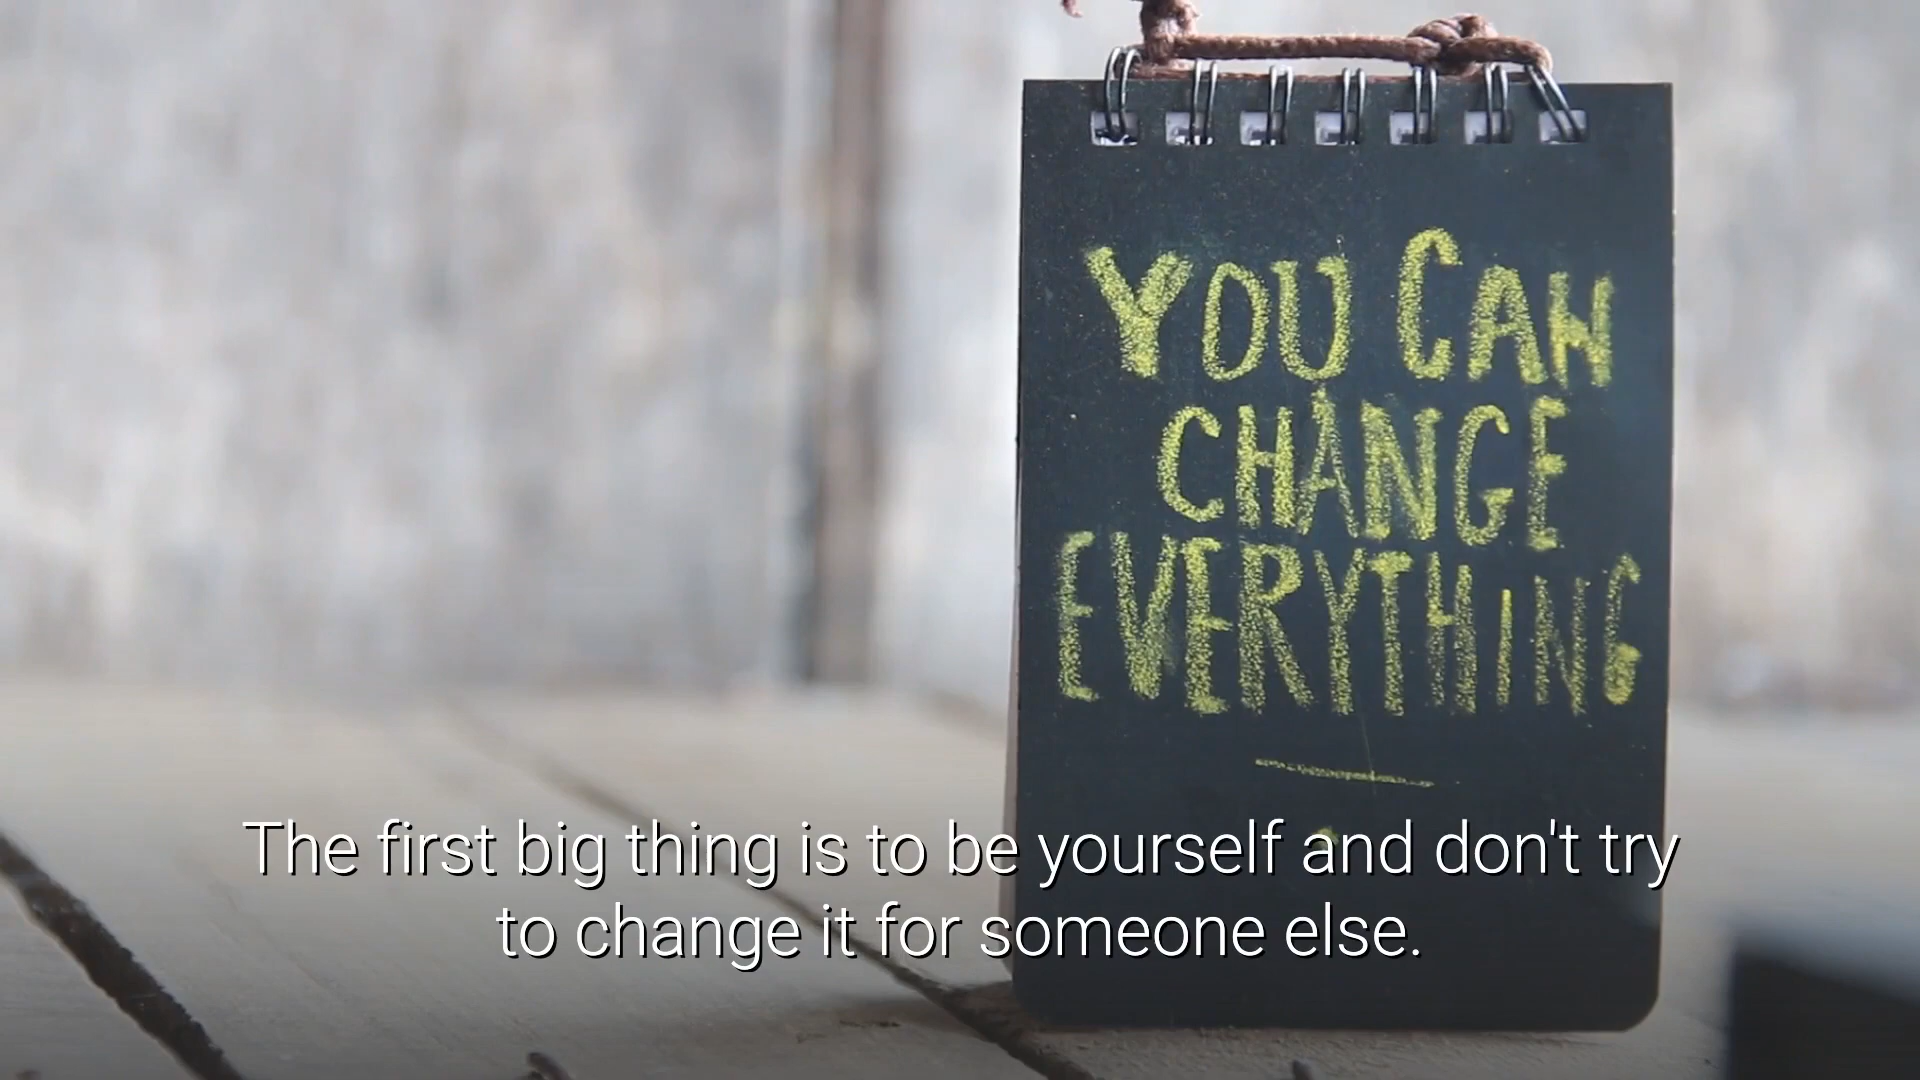 YOU CAN
CHANGE
EVERYTHING
The first big thing is to be yourself and don't try
to change it for someone else.